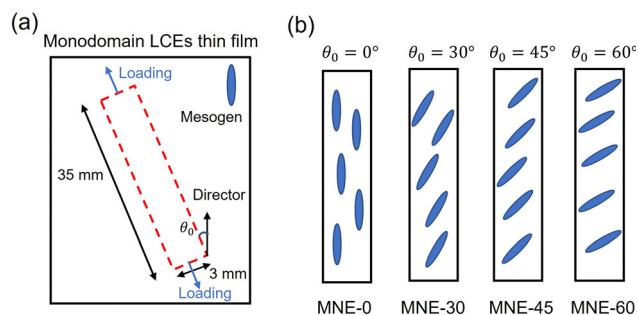 (a)
Monodomain LCEs thin film
Loading
Mesogen
35 mm
Director
θ₀
3 mm
Loading
(b)
θ₀ = 0° θ₀ = 30° θ₀ = 45° θ₀ = 60°
MNE-0 MNE-30 MNE-45 MNE-60